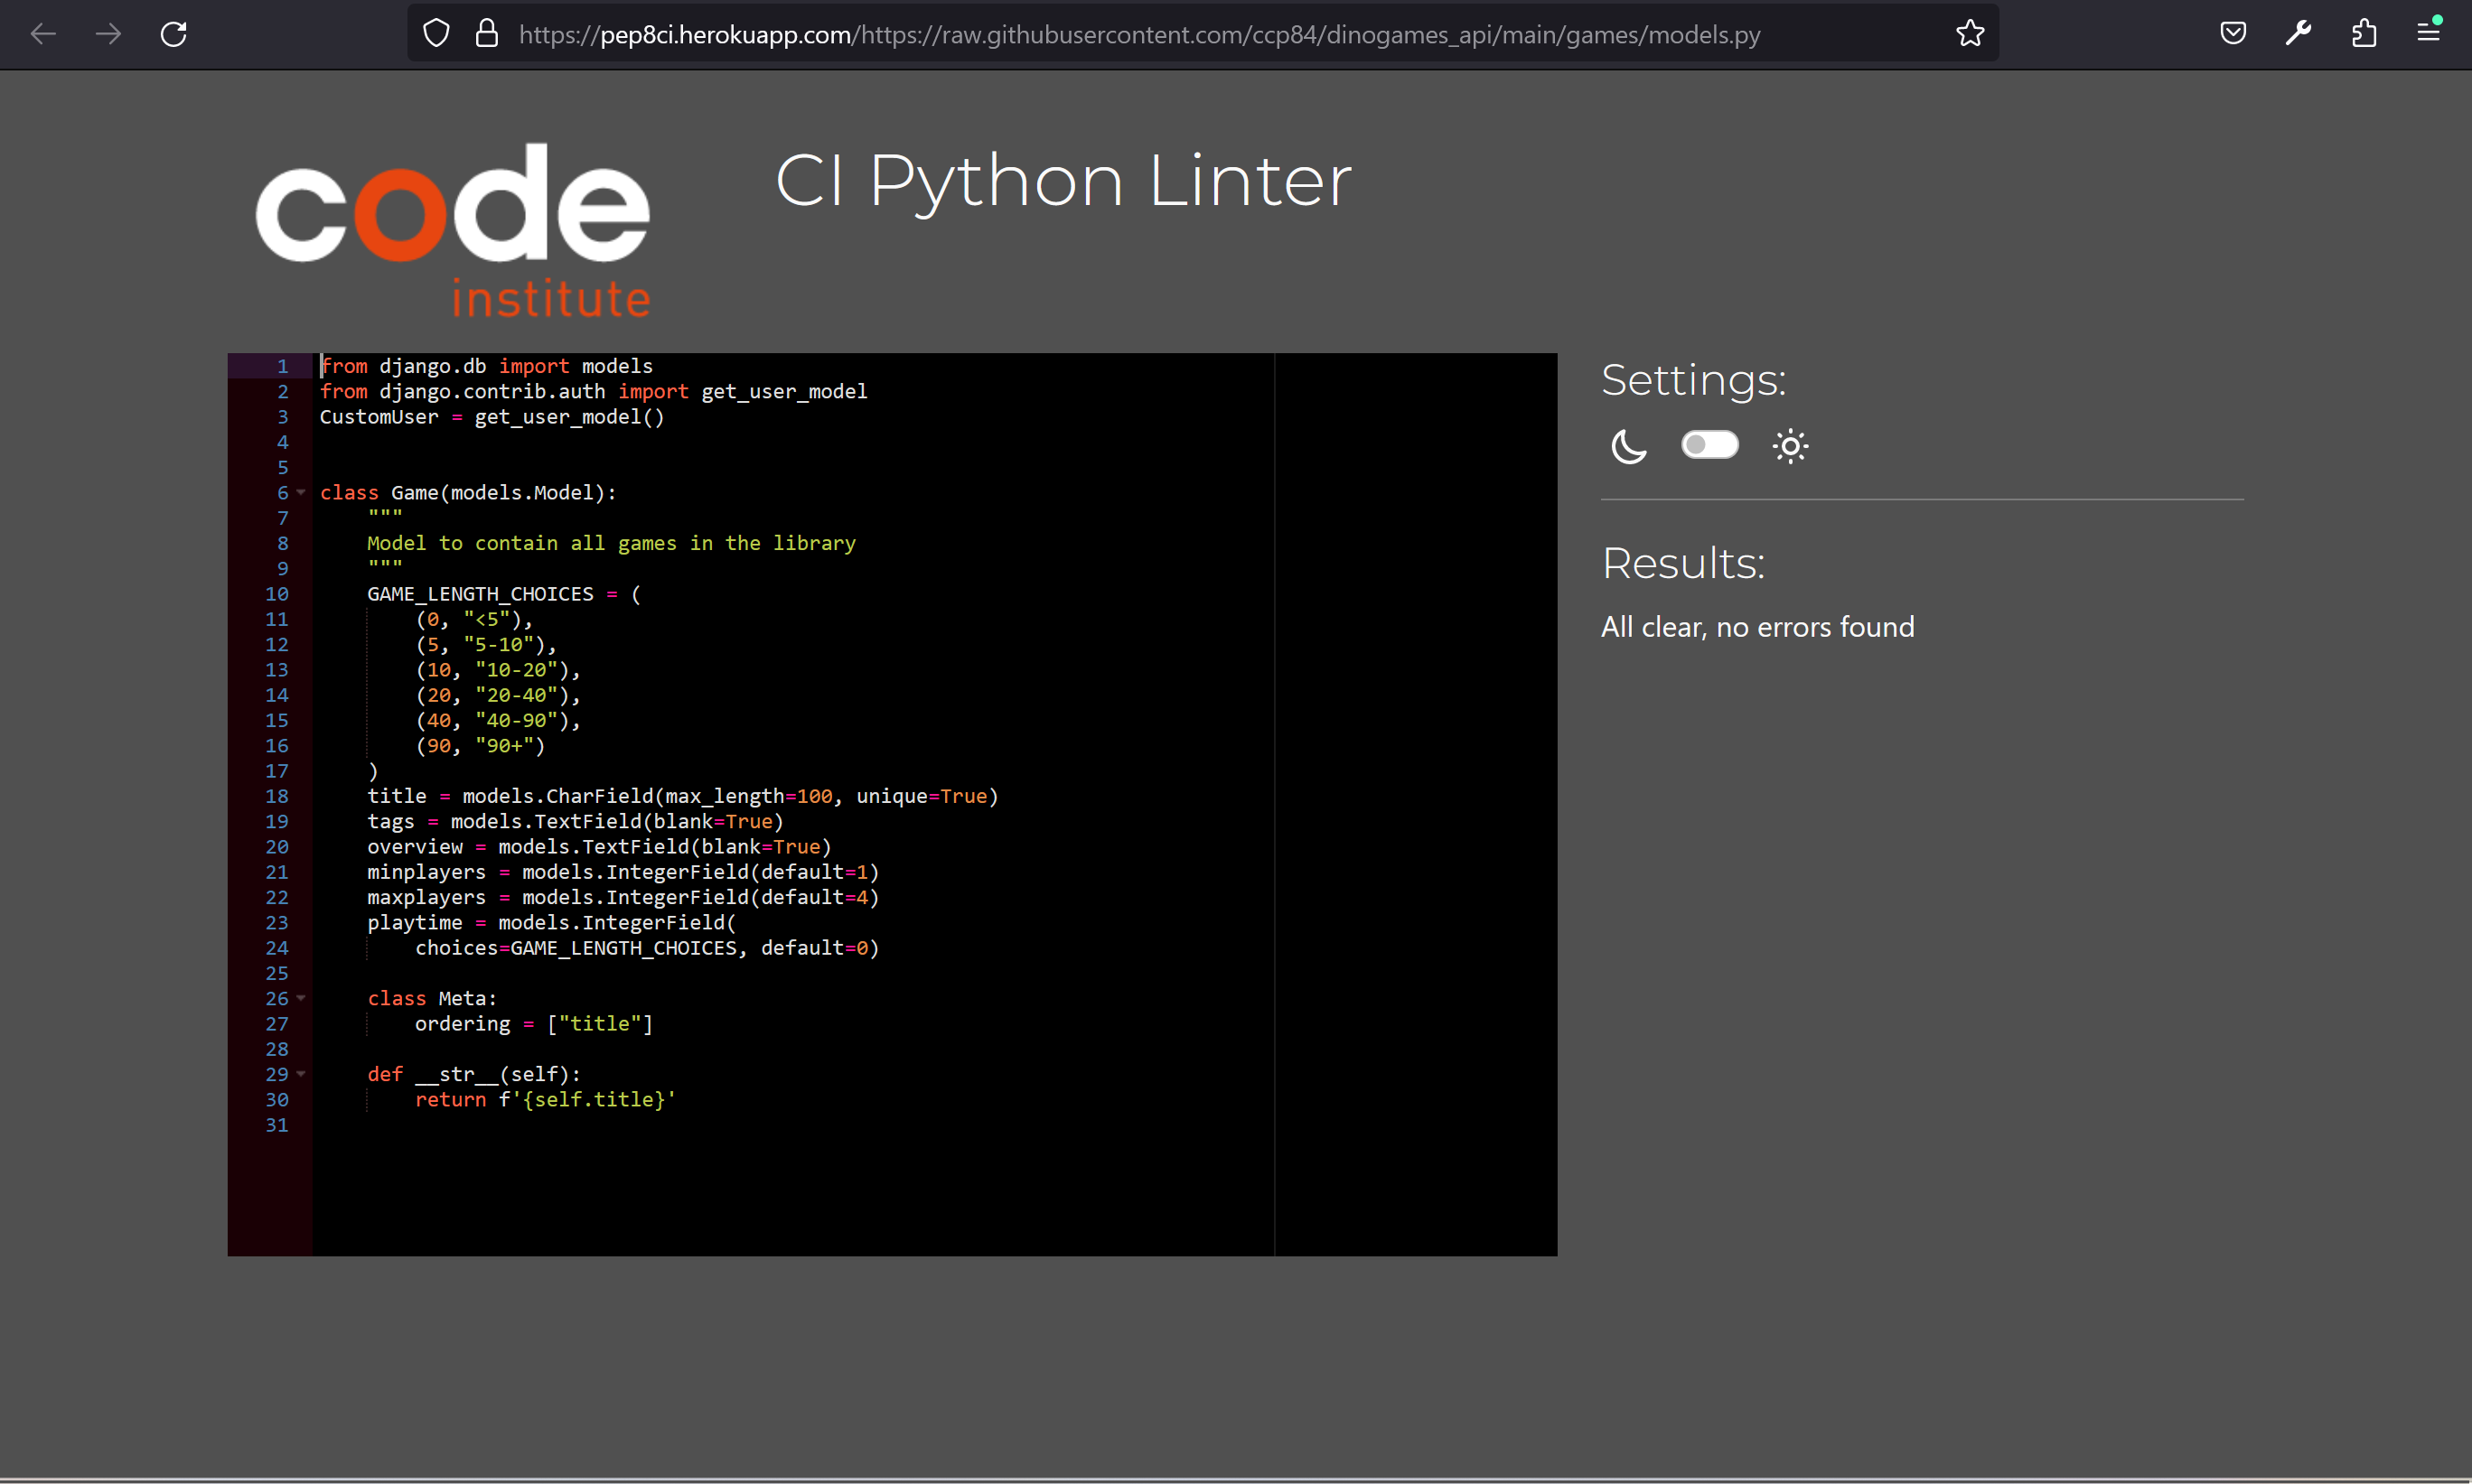 https://pep8ci.herokuapp.com/https://raw.githubusercontent.com/ccp84/dinogames_api/main/games/models.py
code
institute
CI Python Linter
1 from django.db import models
2 from django.contrib.auth import get_user_model
3 CustomUser = get_user_model()
4
5
6 class Game(models.Model):
7     """
8     Model to contain all games in the library
9     """
10     GAME_LENGTH_CHOICES = (
11         (0, "<5"),
12         (5, "5-10"),
13         (10, "10-20"),
14         (20, "20-40"),
15         (40, "40-90"),
16         (90, "90+")
17     )
18     title = models.CharField(max_length=100, unique=True)
19     tags = models.TextField(blank=True)
20     overview = models.TextField(blank=True)
21     minplayers = models.IntegerField(default=1)
22     maxplayers = models.IntegerField(default=4)
23     playtime = models.IntegerField(
24         choices=GAME_LENGTH_CHOICES, default=0)
25
26     class Meta:
27         ordering = ["title"]
28
29     def __str__(self):
30         return f'{self.title}'
31
Settings:
Results:
All clear, no errors found